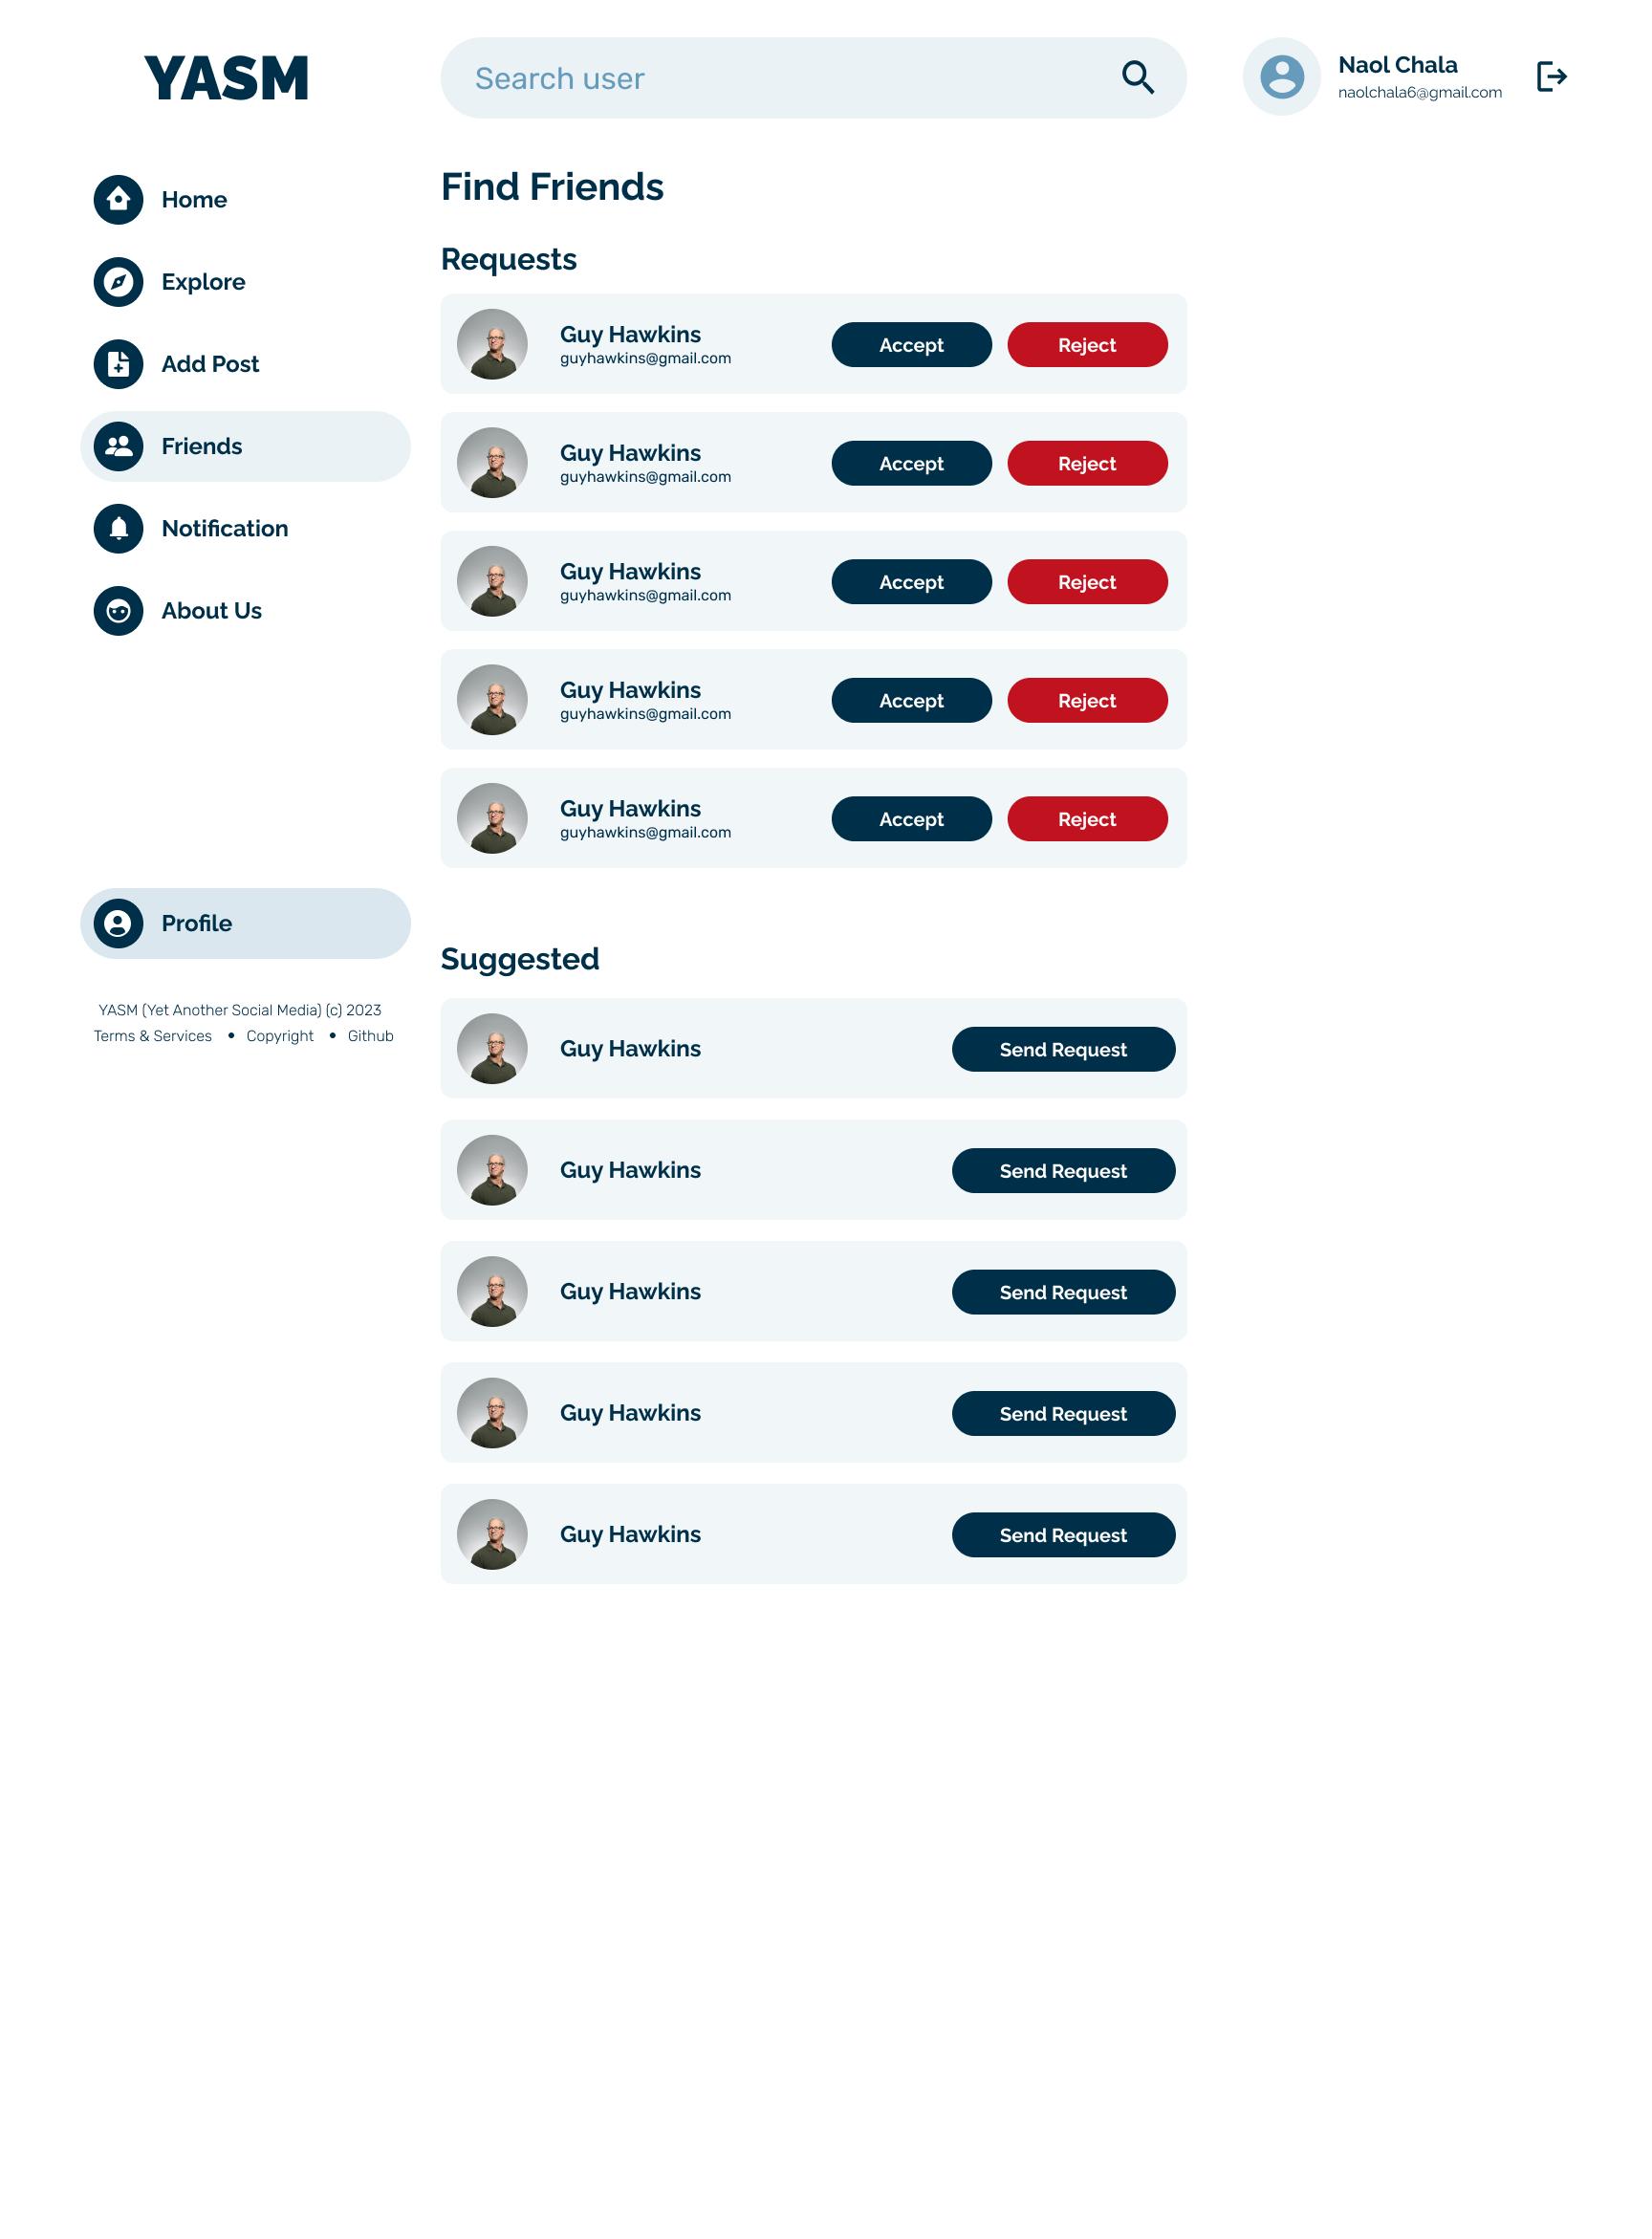 YASM
Search user
Naol Chala
naolchala6@gmail.com
Home
Explore
Add Post
Friends
Notification
About Us
Profile
YASM (Yet Another Social Media) (c) 2023
Terms & Services • Copyright • Github
Find Friends
Requests
Guy Hawkins
guyhawkins@gmail.com
Accept Reject
Guy Hawkins
guyhawkins@gmail.com
Accept Reject
Guy Hawkins
guyhawkins@gmail.com
Accept Reject
Guy Hawkins
guyhawkins@gmail.com
Accept Reject
Guy Hawkins
guyhawkins@gmail.com
Accept Reject
Suggested
Guy Hawkins Send Request
Guy Hawkins Send Request
Guy Hawkins Send Request
Guy Hawkins Send Request
Guy Hawkins Send Request